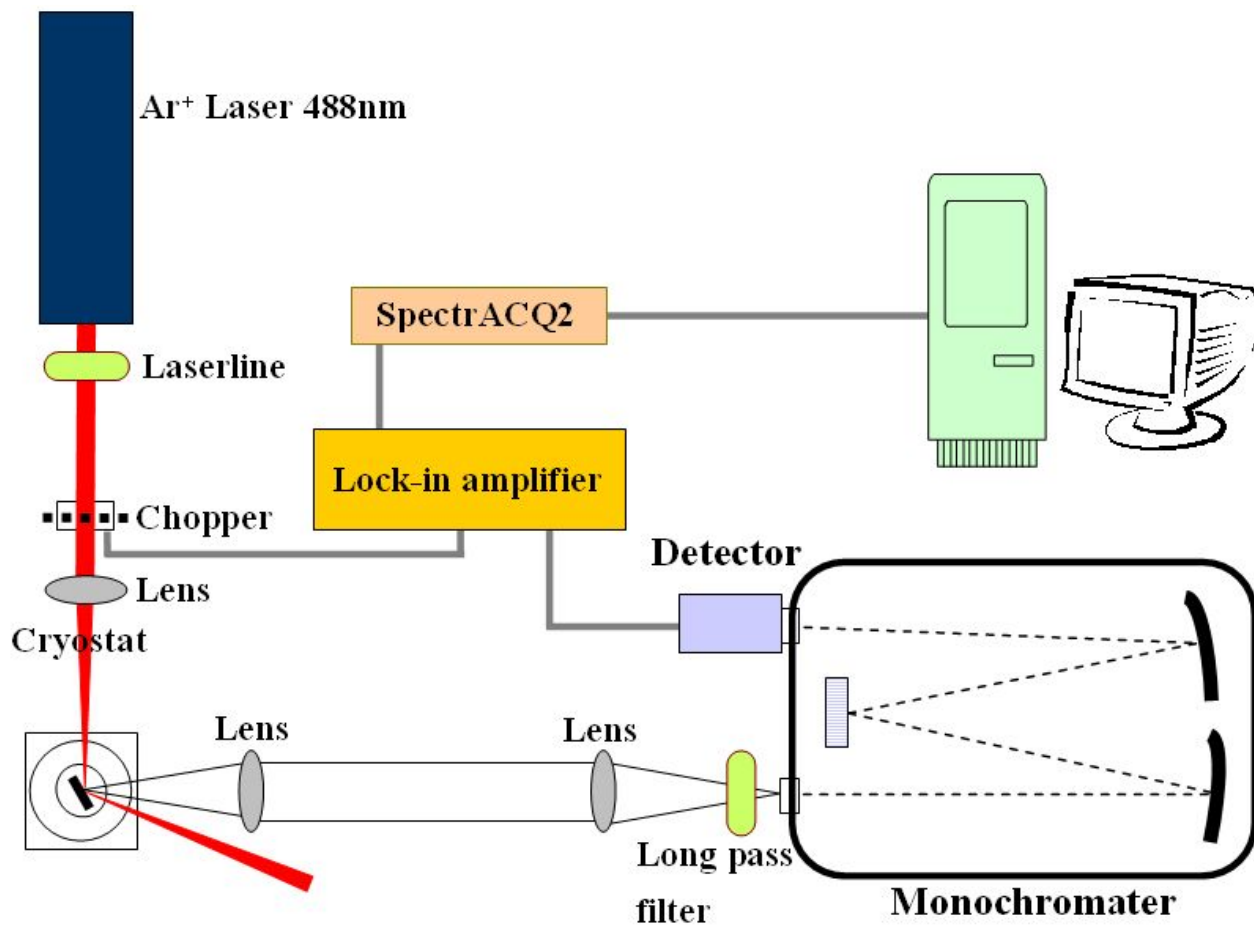 Ar⁺ Laser 488nm
SpectrACQ2
Laserline
Lock-in amplifier
Chopper
Detector
Lens
Cryostat
Lens
Lens
Long pass
filter
Monochromater